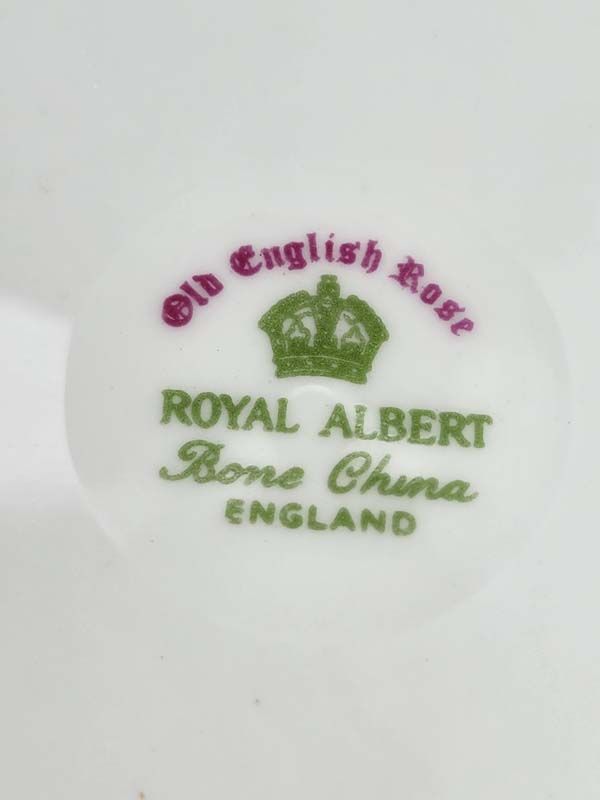 Old English Rose
ROYAL ALBERT
Bone China
ENGLAND